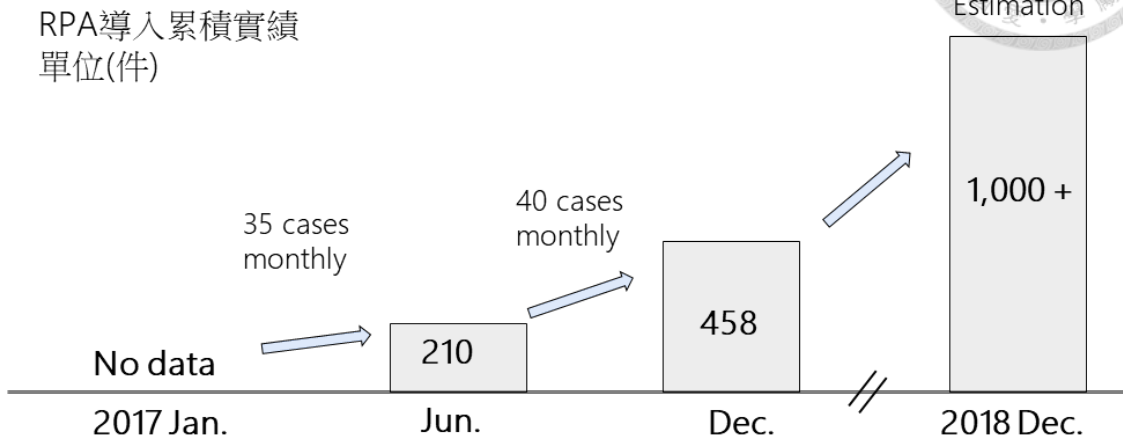 RPA導入累積實績
單位(件)
Estimation
35 cases
monthly
40 cases
monthly
1,000 +
458
210
No data
2017 Jan.
Jun.
Dec.
2018 Dec.